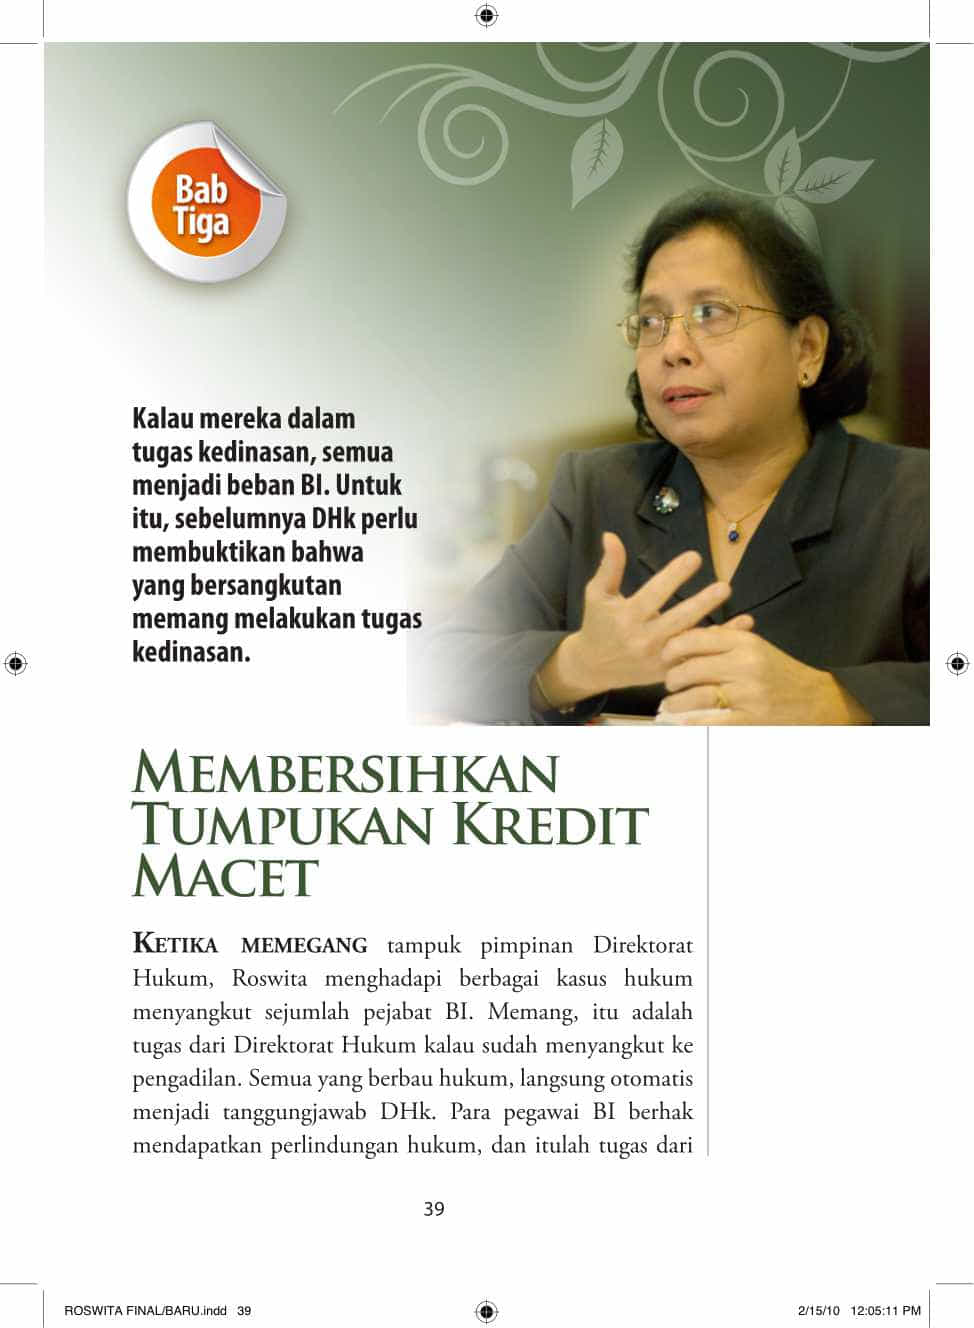 Bab
Tiga
Kalau mereka dalam
tugas kedinasan, semua
menjadi beban BI. Untuk
itu, sebelumnya DHk perlu
membuktikan bahwa
yang bersangkutan
memang melakukan tugas
kedinasan.
MEMBERSIHKAN
TUMPUKAN KREDIT
MACET
KETIKA MEMEGANG tampuk pimpinan Direktorat
Hukum, Roswita menghadapi berbagai kasus hukum
menyangkut sejumlah pejabat BI. Memang, itu adalah
tugas dari Direktorat Hukum kalau sudah menyangkut ke
pengadilan. Semua yang berbau hukum, langsung otomatis
menjadi tanggungjawab DHk. Para pegawai BI berhak
mendapatkan perlindungan hukum, dan itulah tugas dari
39
ROSWITA FINAL/BARU.indd 39
2/15/10 12:05:11 PM